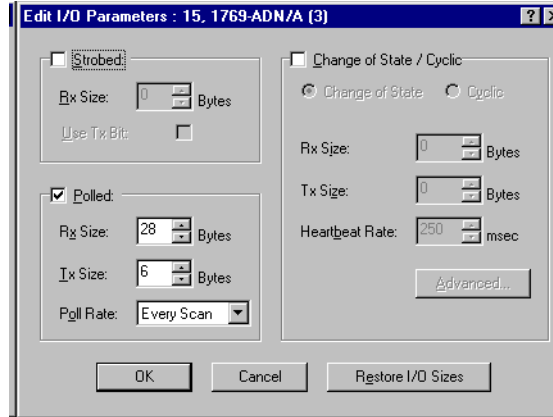 Edit I/O Parameters : 15, 1769-ADN/A (3)
Strobed:
Rx Size: 0 Bytes
Use Tx Bit:
Polled:
Rx Size: 28 Bytes
Tx Size: 6 Bytes
Poll Rate: Every Scan
Change of State / Cyclic
Change of State Cyclic
Rx Size: 0 Bytes
Tx Size: 0 Bytes
Heartbeat Rate: 250 msec
Advanced...
OK Cancel Restore I/O Sizes